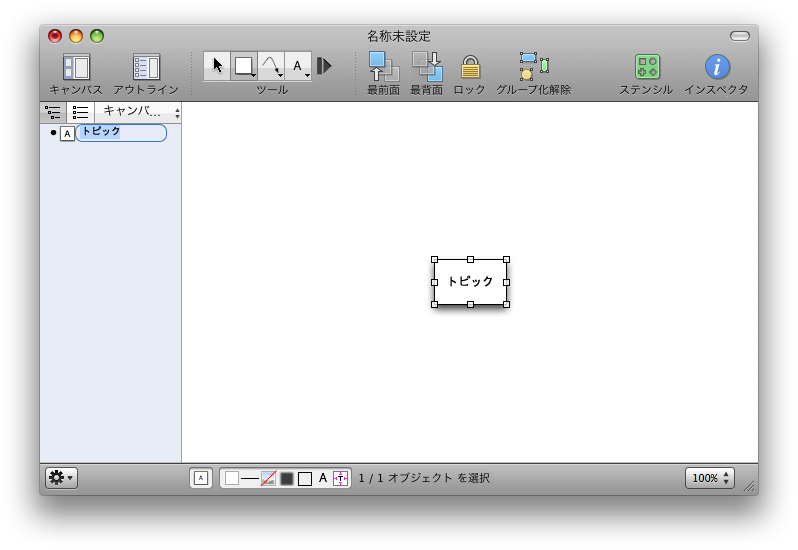 名称未設定
キャンバス アウトライン ツール 最前面 最背面 ロック グループ化解除 ステンシル インスペクタ
A
キャンバ...
A トピック
トピック
A A 1 / 1 オブジェクト を選択 100%